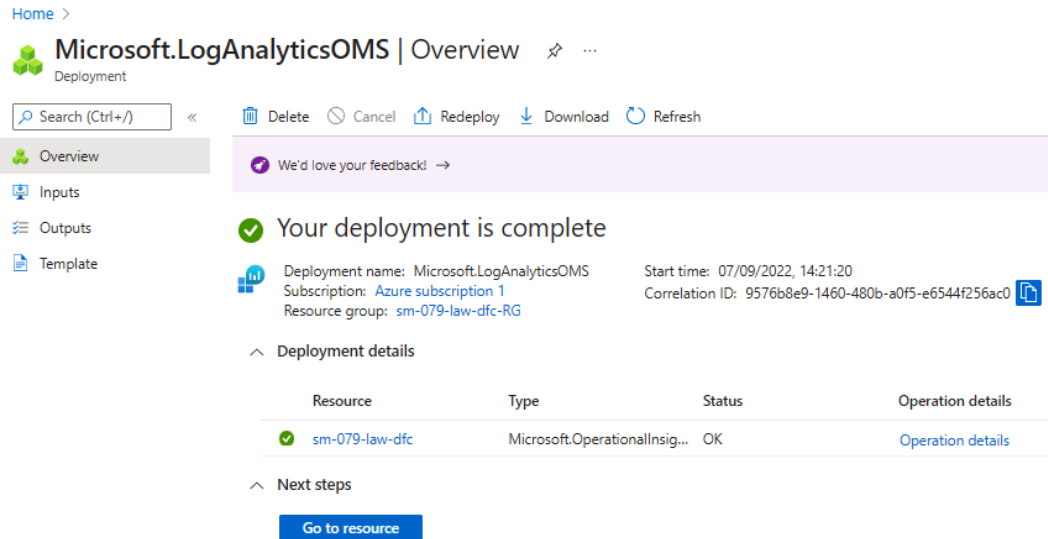 Home >
Microsoft.LogAnalyticsOMS | Overview ...
Deployment
Search (Ctrl+/) «
Overview
Inputs
Outputs
Template
Delete Cancel Redeploy Download Refresh
We'd love your feedback! →
Your deployment is complete
Deployment name: Microsoft.LogAnalyticsOMS
Subscription: Azure subscription 1
Resource group: sm-079-law-dfc-RG
Start time: 07/09/2022, 14:21:20
Correlation ID: 9576b8e9-1460-480b-a0f5-e6544f256ac0
Deployment details
Resource Type Status Operation details
sm-079-law-dfc Microsoft.OperationalInsig... OK Operation details
Next steps
Go to resource